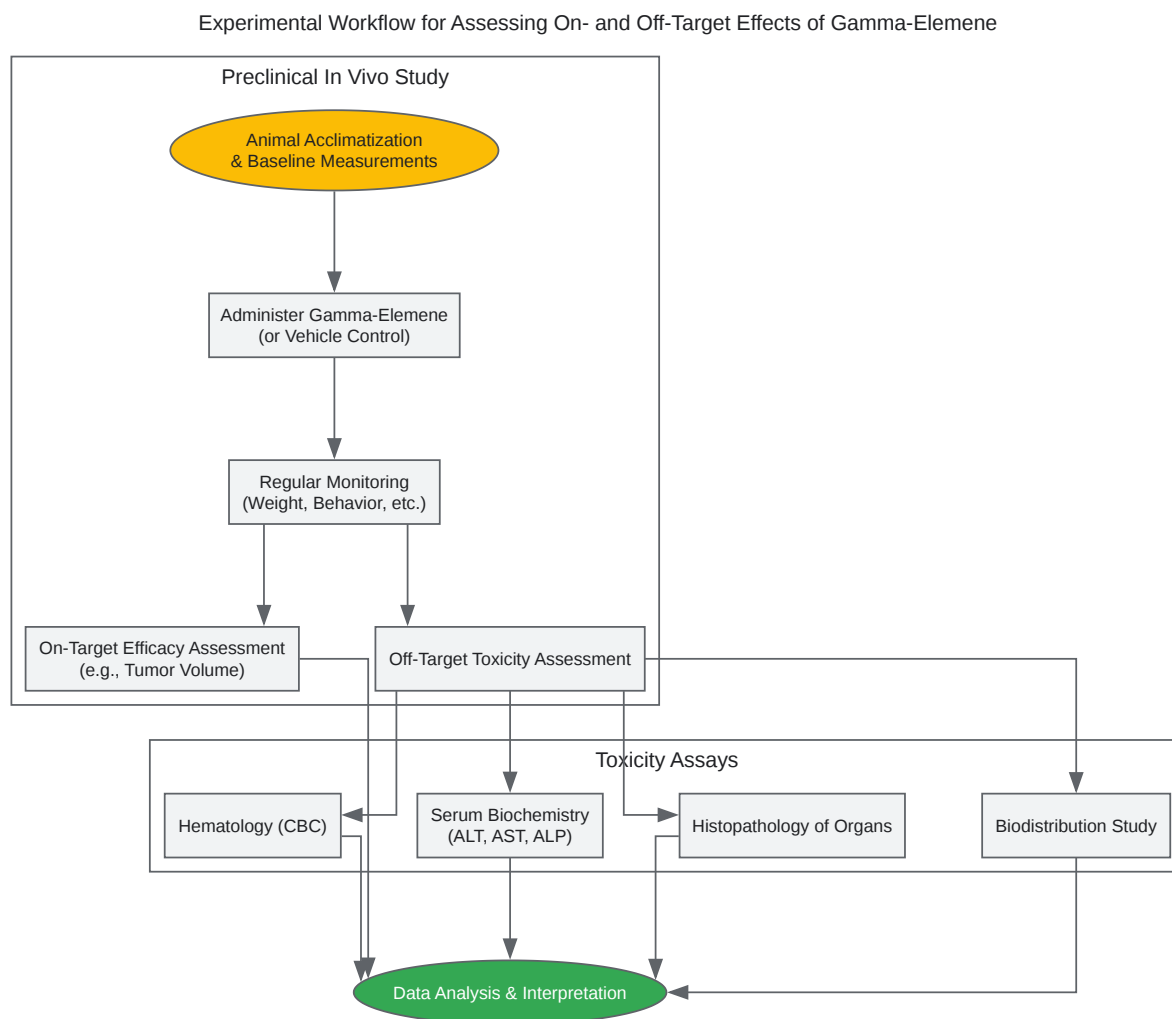 Experimental Workflow for Assessing On- and Off-Target Effects of Gamma-Elemene
Preclinical In Vivo Study
Animal Acclimatization
& Baseline Measurements
Administer Gamma-Elemene
(or Vehicle Control)
Regular Monitoring
(Weight, Behavior, etc.)
On-Target Efficacy Assessment
(e.g., Tumor Volume)
Off-Target Toxicity Assessment
Toxicity Assays
Hematology (CBC)
Serum Biochemistry
(ALT, AST, ALP)
Histopathology of Organs
Biodistribution Study
Data Analysis & Interpretation